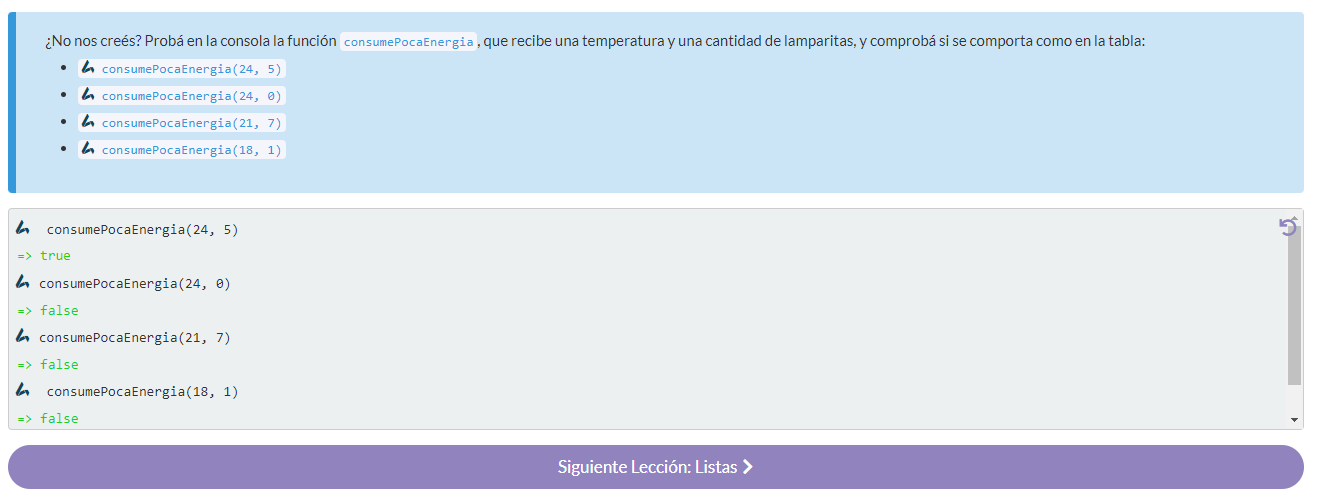 ¿No nos creés? Probá en la consola la función consumePocaEnergia, que recibe una temperatura y una cantidad de lamparitas, y comprobá si se comporta como en la tabla:
consumePocaEnergia(24, 5)
consumePocaEnergia(24, 0)
consumePocaEnergia(21, 7)
consumePocaEnergia(18, 1)
consumePocaEnergia(24, 5)
=> true
consumePocaEnergia(24, 0)
=> false
consumePocaEnergia(21, 7)
=> false
consumePocaEnergia(18, 1)
=> false
Siguiente Lección: Listas